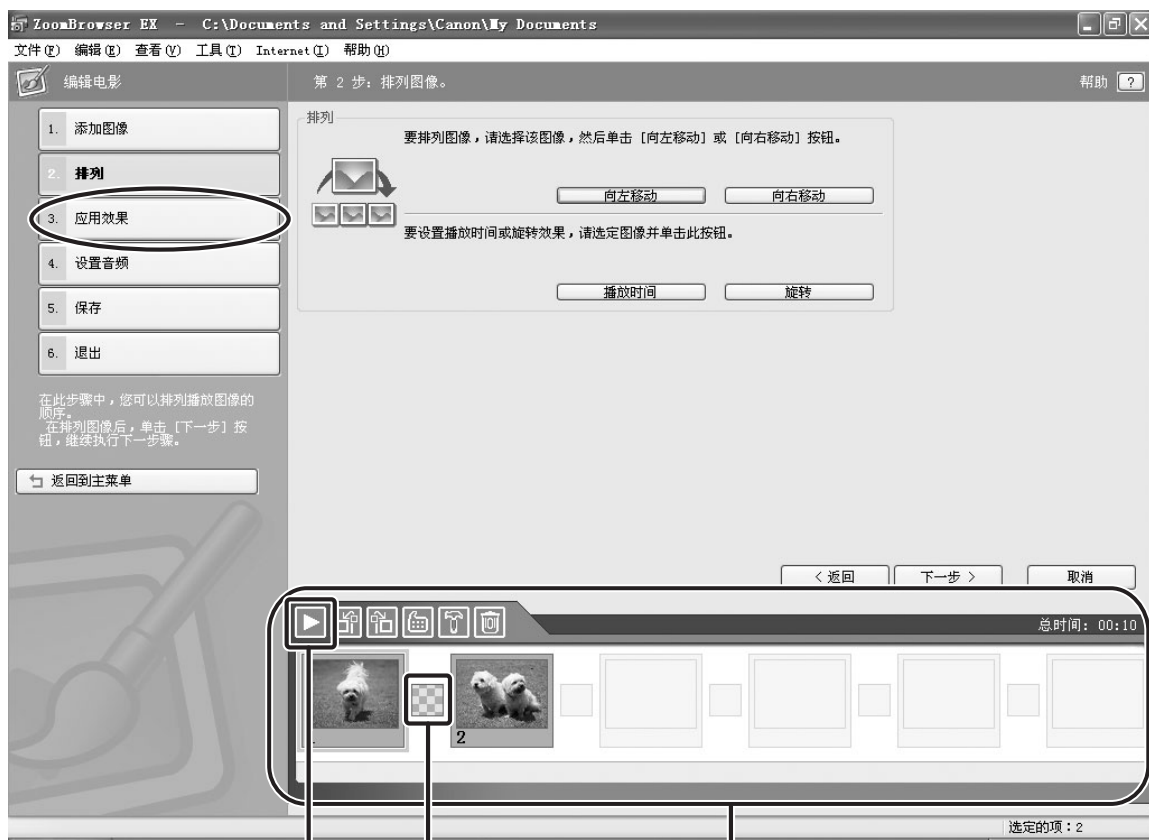 ZoomBrowser EX - C:\Documents and Settings\Canon\My Documents
文件(F) 编辑(E) 查看(V) 工具(T) Internet(I) 帮助(H)
编辑电影
第 2 步: 排列图像。
帮助 ?
1. 添加图像
2. 排列
3. 应用效果
4. 设置音频
5. 保存
6. 退出
在此步骤中，您可以排列播放图像的
顺序。
在排列图像后，单击 [下一步] 按
钮，继续执行下一步骤。
返回到主菜单
排列
要排列图像，请选择该图像，然后单击 [向左移动] 或 [向右移动] 按钮。
向左移动 向右移动
要设置播放时间或旋转效果，请选定图像并单击此按钮。
播放时间 旋转
< 返回 下一步 > 取消
总时间: 00:10
1 2
选定的项：2